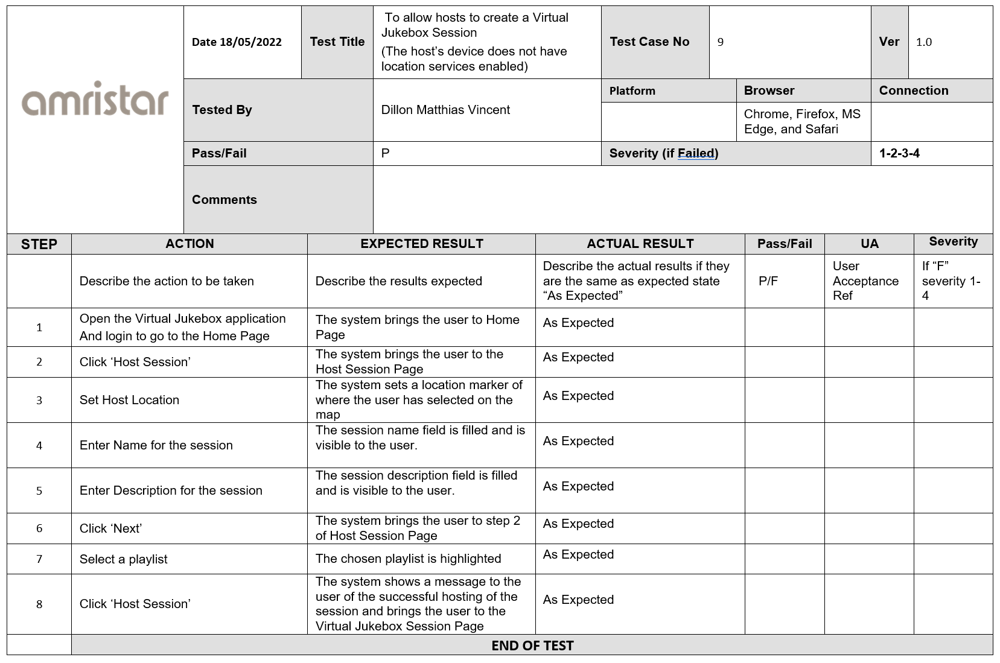 amristar
Date 18/05/2022
Test Title
To allow hosts to create a Virtual
Jukebox Session
(The host’s device does not have
location services enabled)
Test Case No
9
Ver
1.0
Tested By
Dillon Matthias Vincent
Platform
Browser
Connection
Chrome, Firefox, MS
Edge, and Safari
Pass/Fail
P
Severity (if Failed)
1-2-3-4
Comments
STEP
ACTION
EXPECTED RESULT
ACTUAL RESULT
Pass/Fail
UA
Severity
Describe the action to be taken
Describe the results expected
Describe the actual results if they
are the same as expected state
“As Expected”
P/F
User
Acceptance
Ref
If “F”
severity 1-
4
1
Open the Virtual Jukebox application
And login to go to the Home Page
The system brings the user to Home
Page
As Expected
2
Click ‘Host Session’
The system brings the user to the
Host Session Page
As Expected
3
Set Host Location
The system sets a location marker of
where the user has selected on the
map
As Expected
4
Enter Name for the session
The session name field is filled and is
visible to the user.
As Expected
5
Enter Description for the session
The session description field is filled
and is visible to the user.
As Expected
6
Click ‘Next’
The system brings the user to step 2
of Host Session Page
As Expected
7
Select a playlist
The chosen playlist is highlighted
As Expected
8
Click ‘Host Session’
The system shows a message to the
user of the successful hosting of the
session and brings the user to the
Virtual Jukebox Session Page
As Expected
END OF TEST